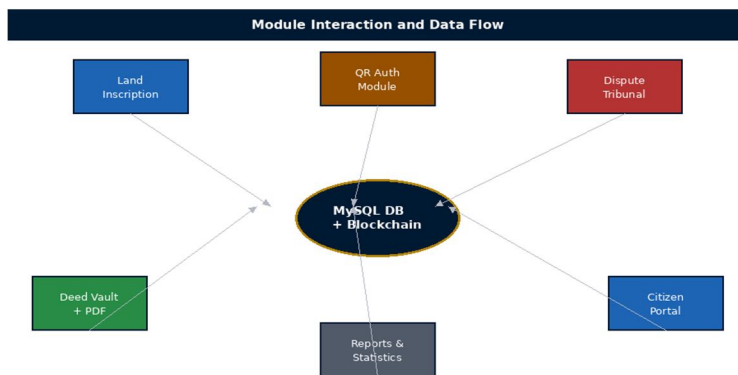 Module Interaction and Data Flow
Land
Inscription
QR Auth
Module
Dispute
Tribunal
MySQL DB
+ Blockchain
Deed Vault
+ PDF
Reports &
Statistics
Citizen
Portal